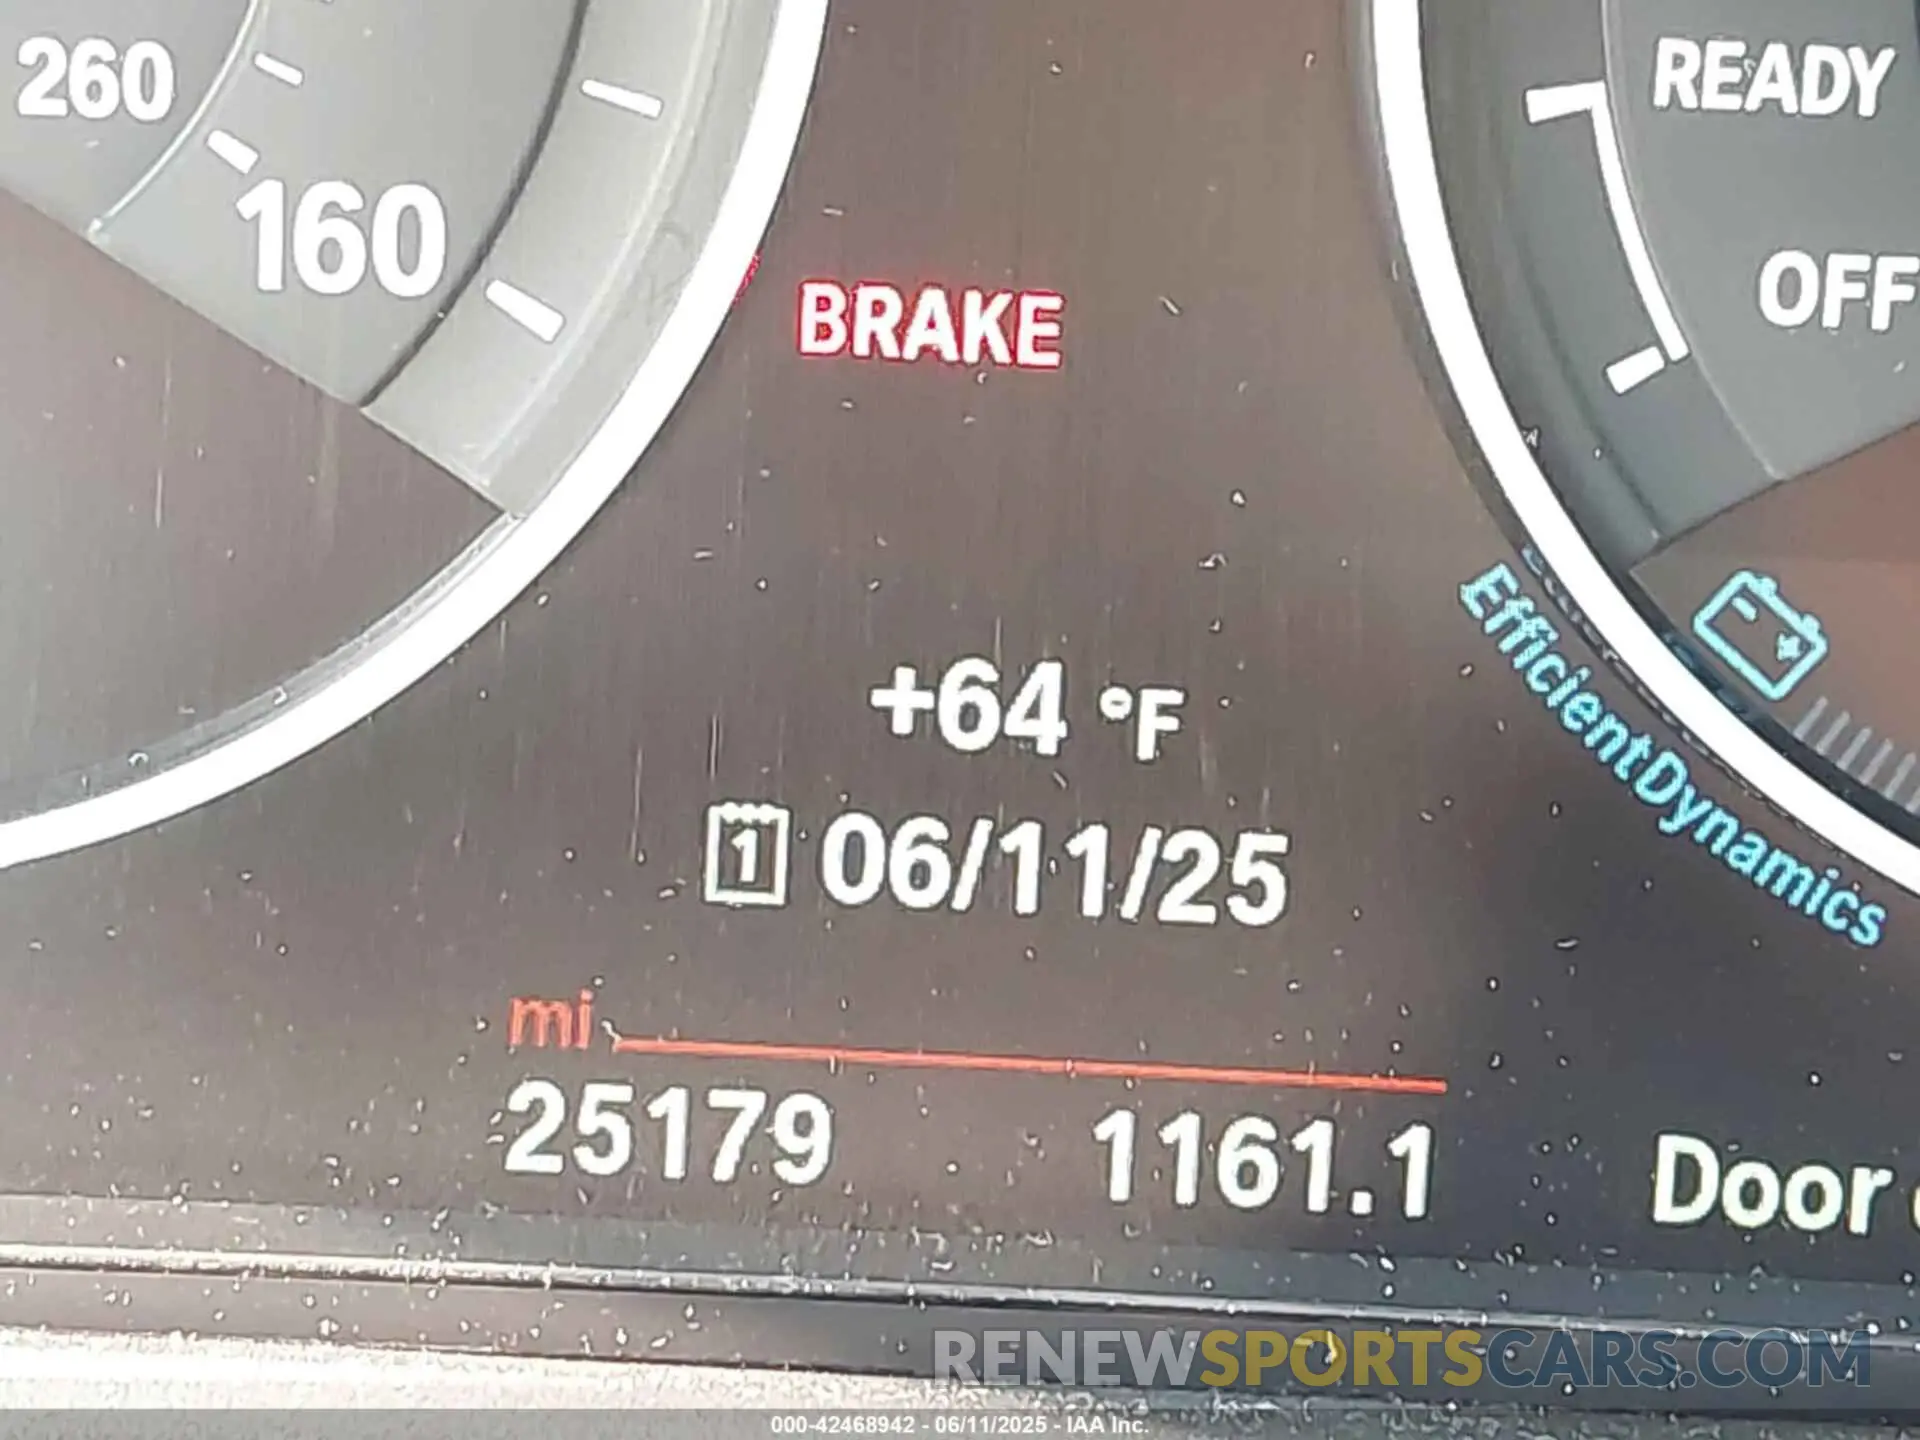 260
160
READY
OFF
BRAKE
EfficientDynamics
+64 °F
1 06/11/25
mi
25179 1161.1
Door
RENEWSPORTSCARS.COM
000-42468942 - 06/11/2025 - IAA Inc.